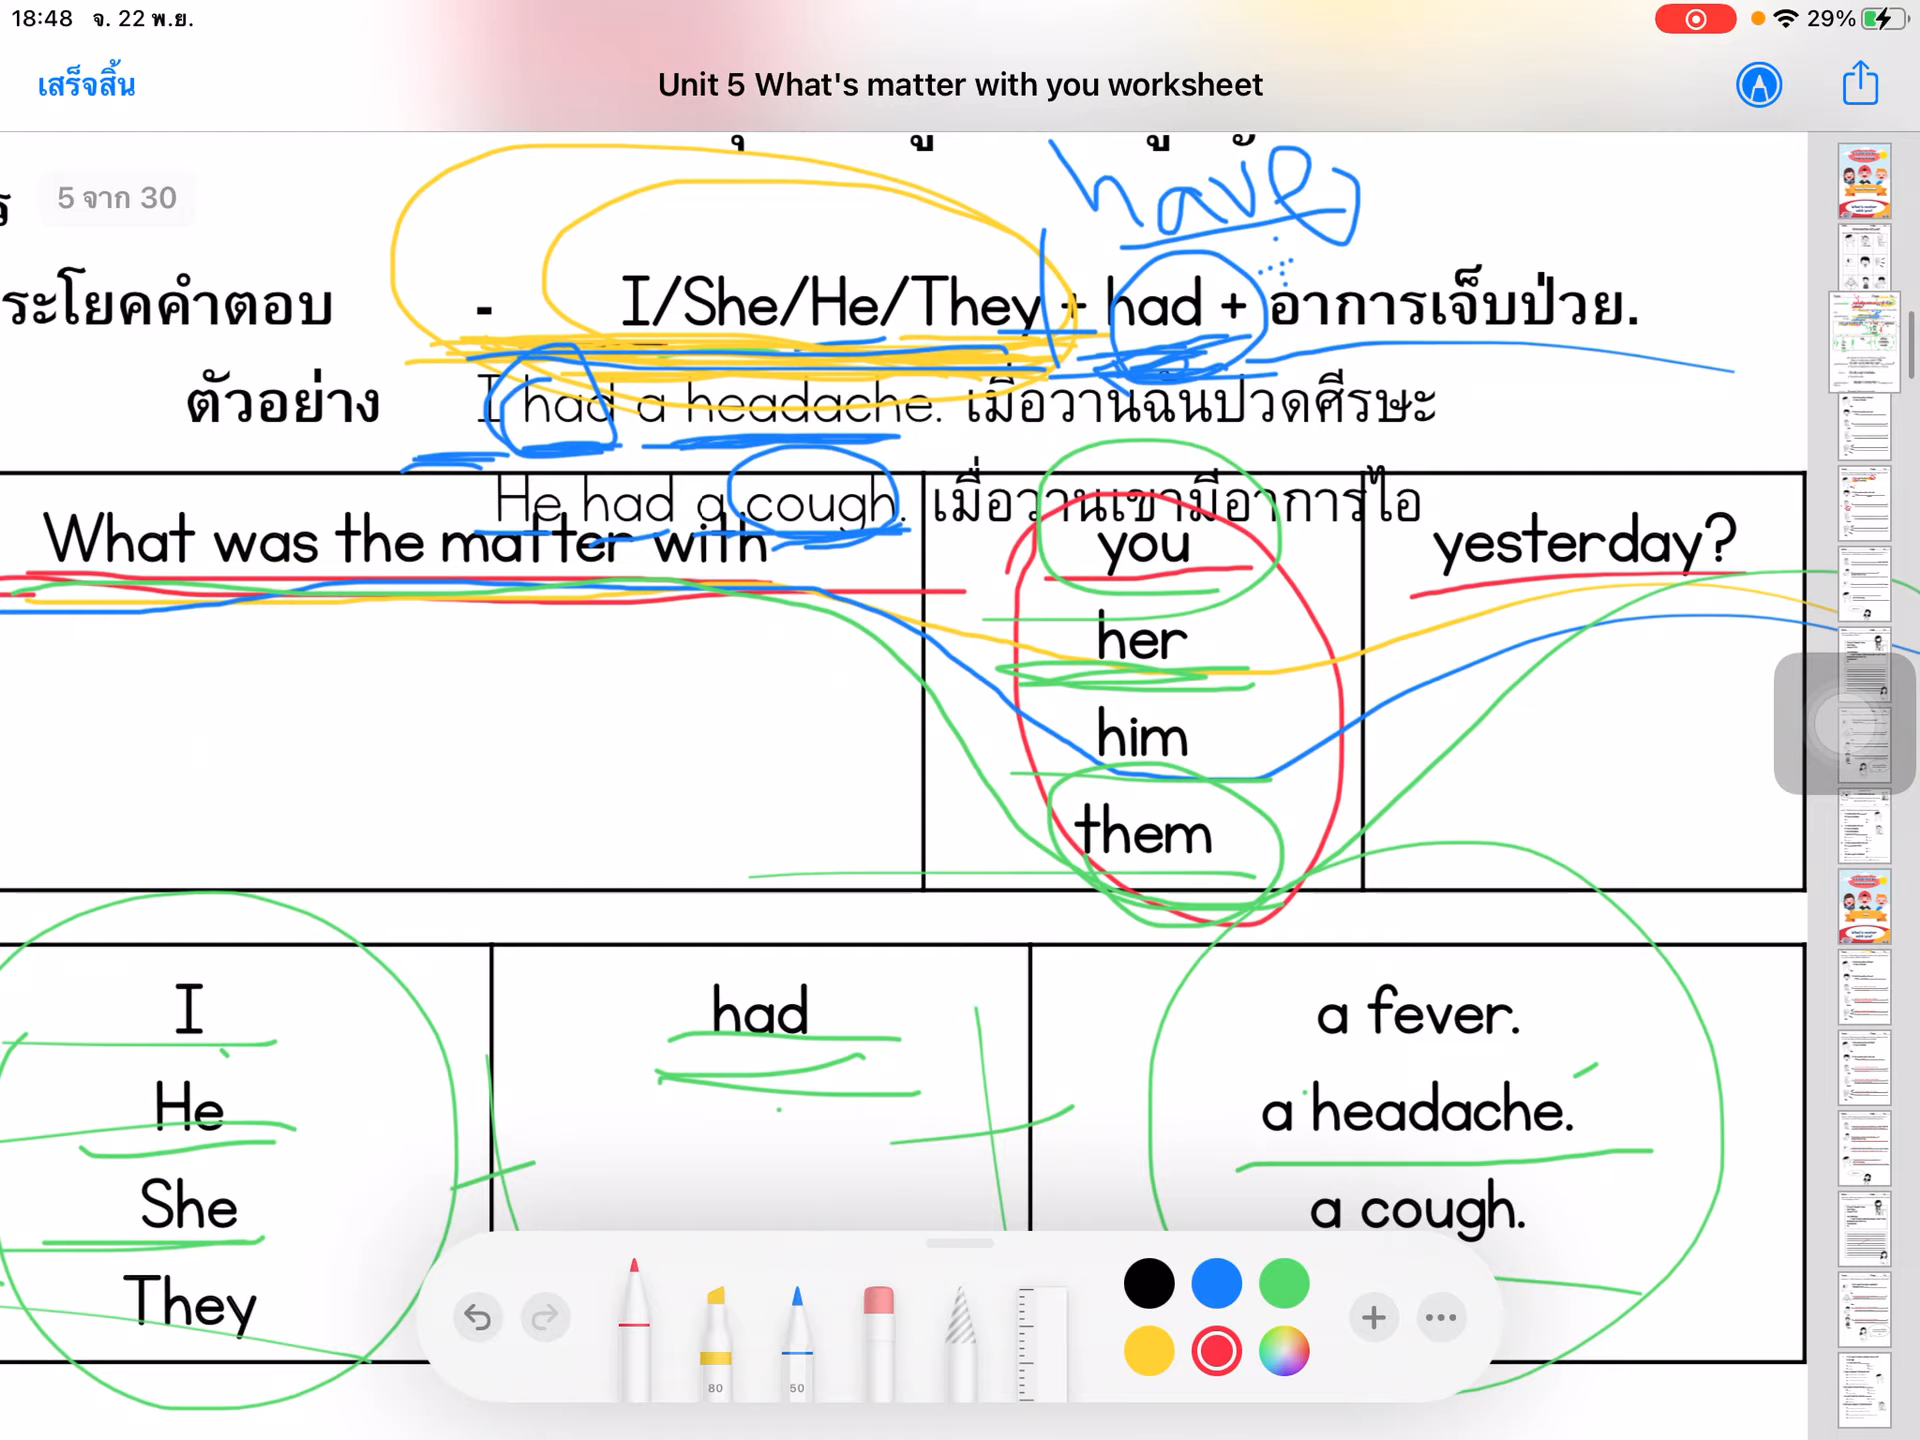 18:48 จ. 22 พ.ย. 29%
เสร็จสิ้น Unit 5 What's matter with you worksheet
5 จาก 30
have
ระโยคคำตอบ - I/She/He/They + had + อาการเจ็บป่วย.
ตัวอย่าง I had a headache. เมื่อวานฉันปวดศีรษะ
He had a cough. เมื่อวานเขามีอาการไอ
What was the matter with you yesterday?
her
him
them
I had a fever.
He a headache.
She a cough.
They
80 50